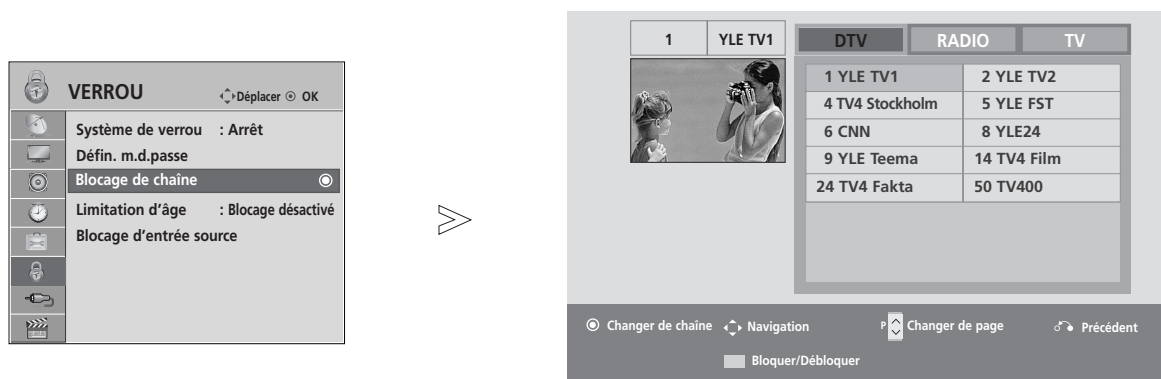 VERROU
Déplacer OK
Système de verrou : Arrêt
Défin. m.d.passe
Blocage de chaîne
Limitation d’âge : Blocage désactivé
Blocage d’entrée source
1 YLE TV1
DTV RADIO TV
1 YLE TV1 2 YLE TV2
4 TV4 Stockholm 5 YLE FST
6 CNN 8 YLE24
9 YLE Teema 14 TV4 Film
24 TV4 Fakta 50 TV400
Changer de chaîne Navigation P Changer de page Précédent
Bloquer/Débloquer